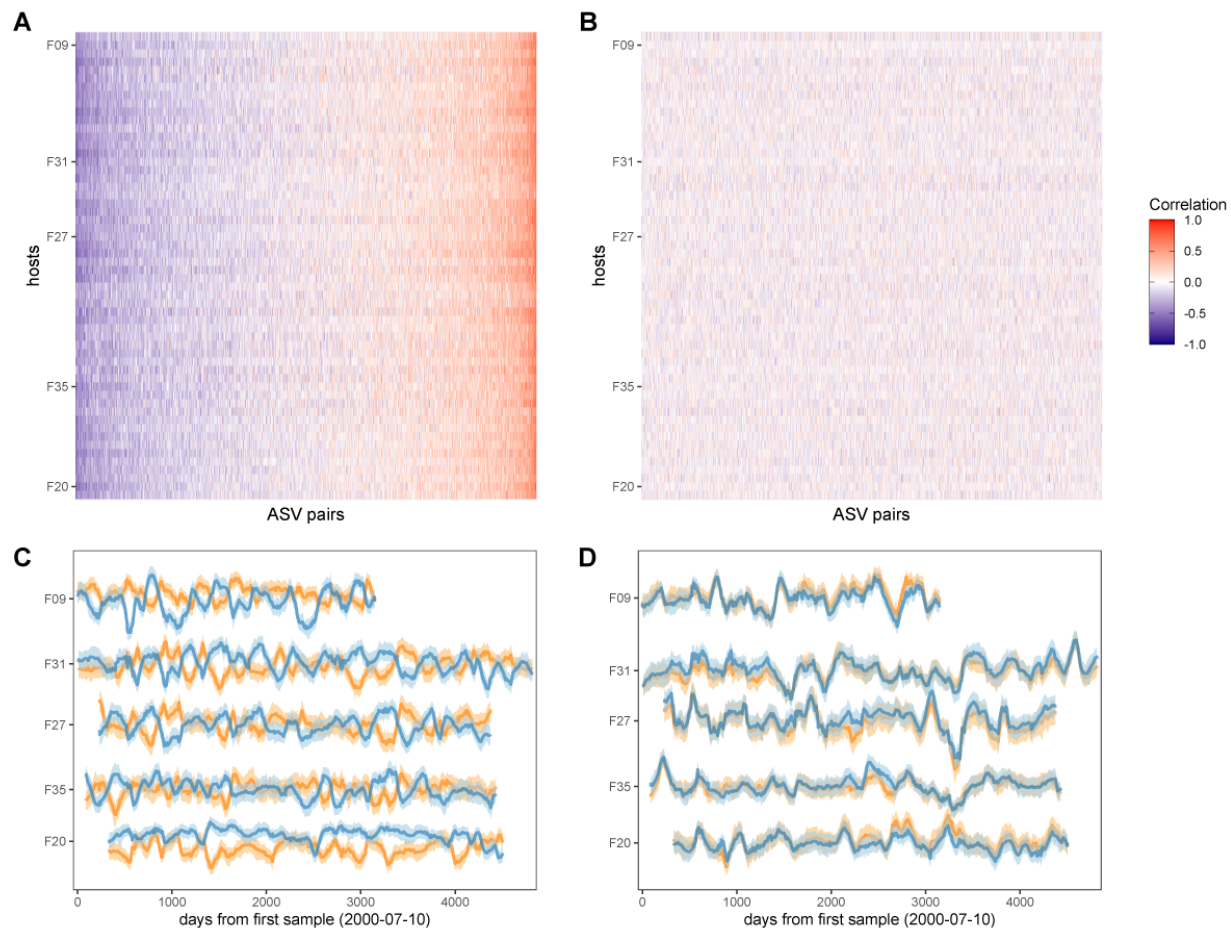 A
B
F09
F31
F27
F35
F20
hosts
ASV pairs
F09
F31
F27
F35
F20
hosts
ASV pairs
Correlation
1.0
0.5
0.0
-0.5
-1.0
C
D
F09
F31
F27
F35
F20
0
1000
2000
3000
4000
days from first sample (2000-07-10)
F09
F31
F27
F35
F20
0
1000
2000
3000
4000
days from first sample (2000-07-10)